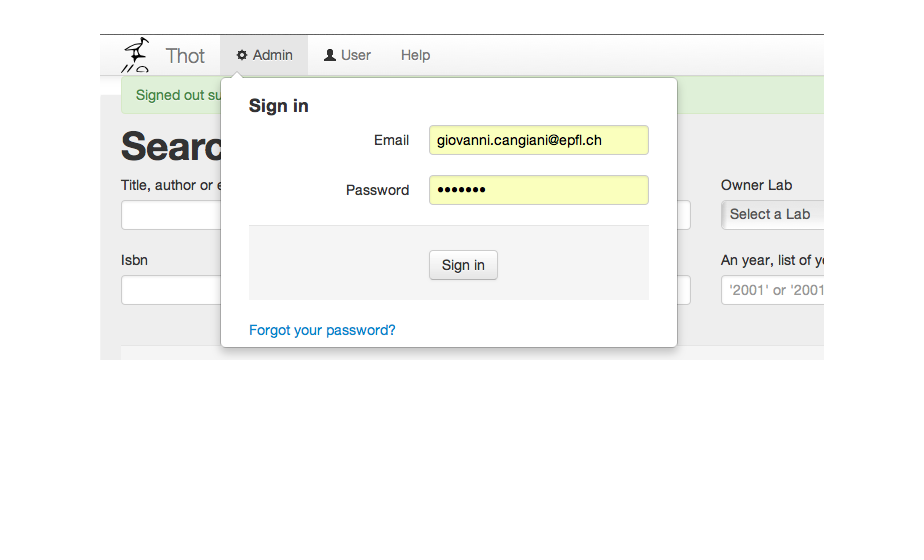 Thot Admin User Help
Signed out su
Sign in
Email giovanni.cangiani@epfl.ch
Password •••••••
Sign in
Forgot your password?
Searc
Title, author or e
Owner Lab
Select a Lab
Isbn
An year, list of ye
'2001' or '2001